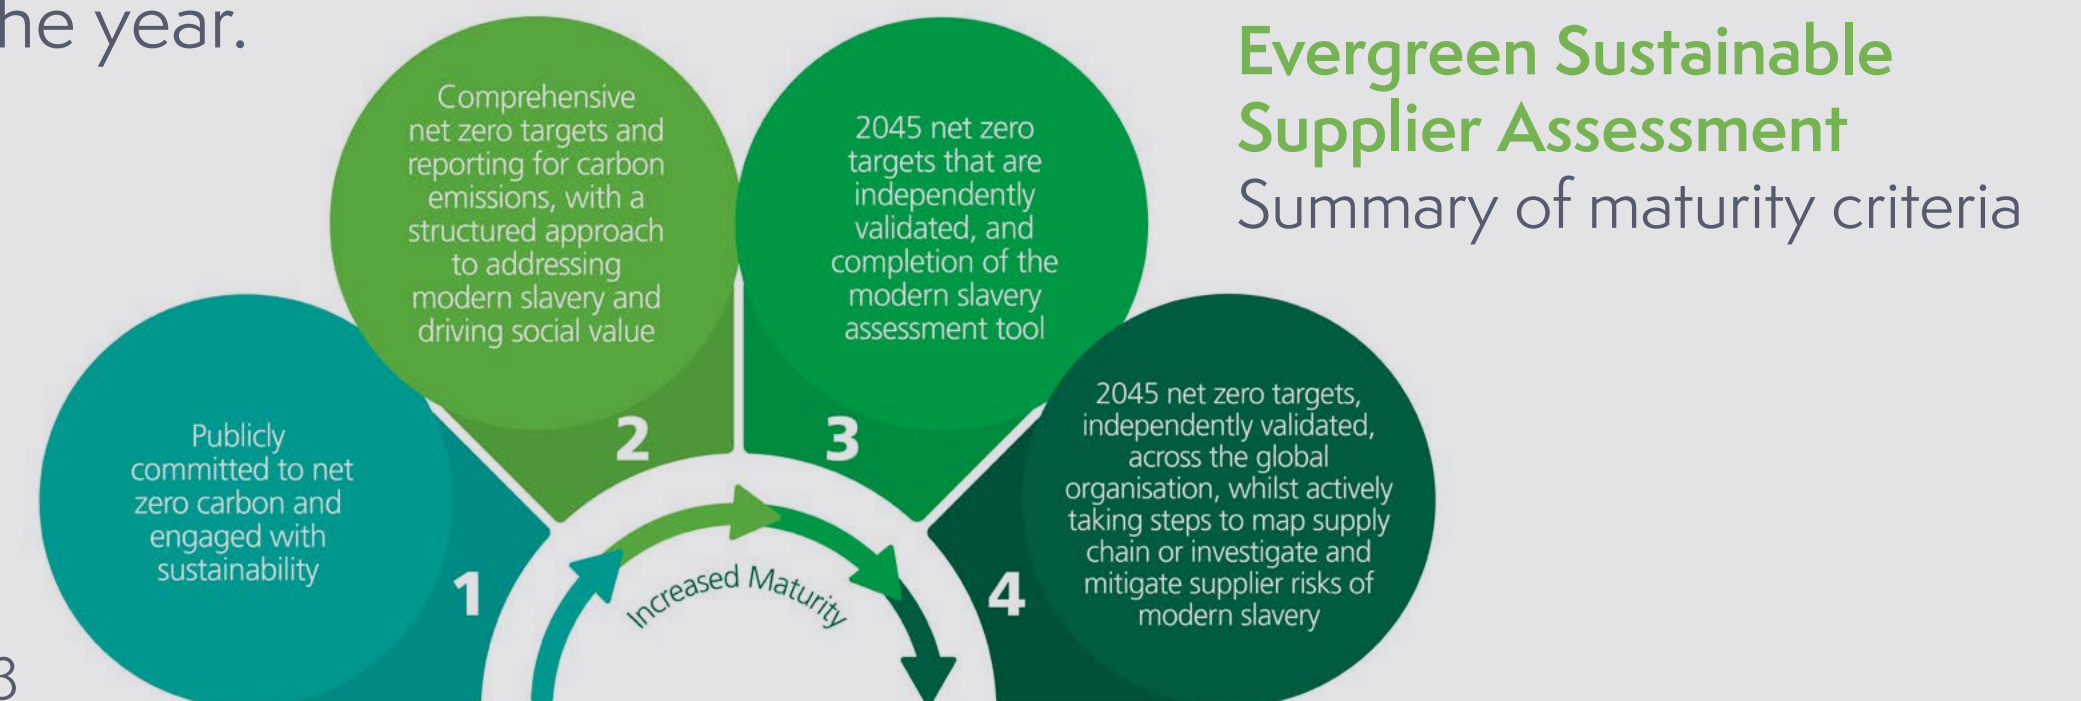 he year.
Evergreen Sustainable
Supplier Assessment
Summary of maturity criteria
Publicly
committed to net
zero carbon and
engaged with
sustainability
1
Comprehensive
net zero targets and
reporting for carbon
emissions, with a
structured approach
to addressing
modern slavery and
driving social value
2
2045 net zero
targets that are
independently
validated, and
completion of the
modern slavery
assessment tool
3
2045 net zero targets,
independently validated,
across the global
organisation, whilst actively
taking steps to map supply
chain or investigate and
mitigate supplier risks of
modern slavery
4
Increased Maturity
3